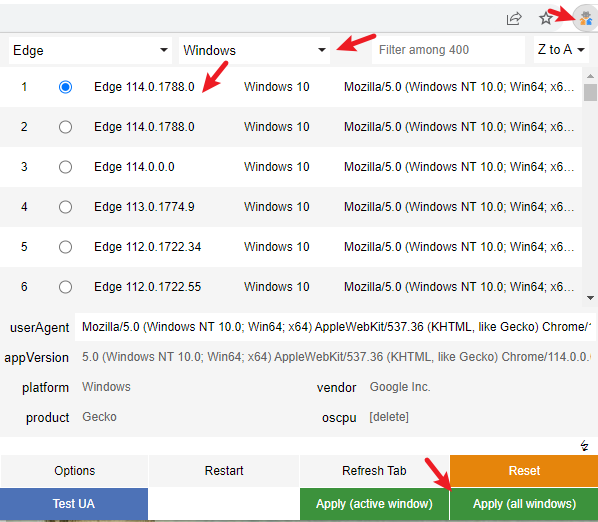 Edge Windows Filter among 400 Z to A
1 Edge 114.0.1788.0 Windows 10 Mozilla/5.0 (Windows NT 10.0; Win64; x6...
2 Edge 114.0.1788.0 Windows 10 Mozilla/5.0 (Windows NT 10.0; Win64; x6...
3 Edge 114.0.0.0 Windows 10 Mozilla/5.0 (Windows NT 10.0; Win64; x6...
4 Edge 113.0.1774.9 Windows 10 Mozilla/5.0 (Windows NT 10.0; Win64; x6...
5 Edge 112.0.1722.34 Windows 10 Mozilla/5.0 (Windows NT 10.0; Win64; x6...
6 Edge 112.0.1722.55 Windows 10 Mozilla/5.0 (Windows NT 10.0; Win64; x6...
userAgent Mozilla/5.0 (Windows NT 10.0; Win64; x64) AppleWebKit/537.36 (KHTML, like Gecko) Chrome/1
appVersion 5.0 (Windows NT 10.0; Win64; x64) AppleWebKit/537.36 (KHTML, like Gecko) Chrome/114.0.0.
platform Windows vendor Google Inc.
product Gecko oscpu [delete]
Options Restart Refresh Tab Reset
Test UA Apply (active window) Apply (all windows)